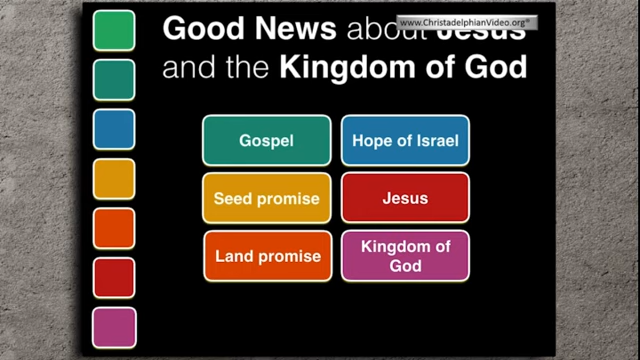 www.ChristadelphianVideo.org®
Good News about Jesus
and the Kingdom of God
Gospel
Hope of Israel
Seed promise
Jesus
Land promise
Kingdom of
God